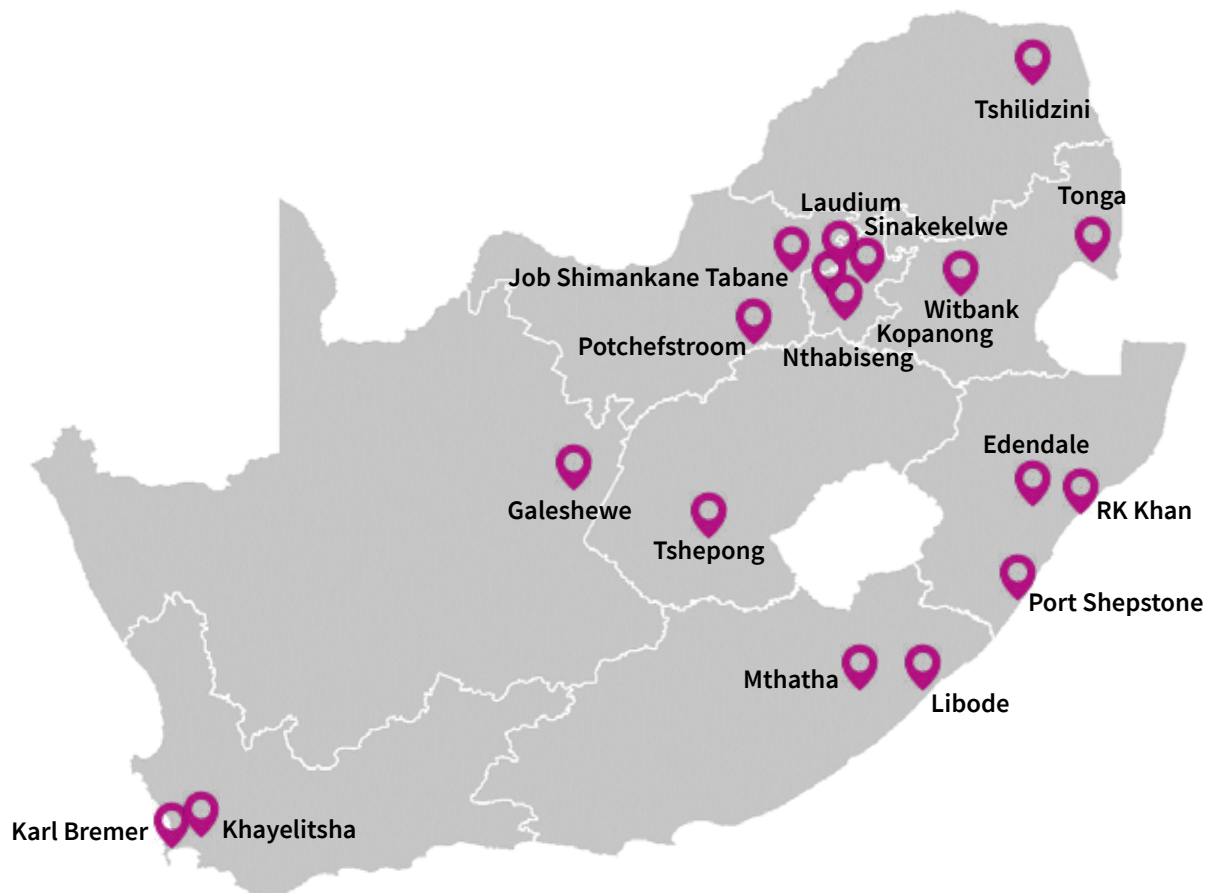 Tshilidzini
Tonga
Laudium
Sinakekelwe
Job Shimankane Tabane
Witbank
Kopanong
Potchefstroom
Nthabiseng
Edendale
Galeshewe
RK Khan
Tshepong
Port Shepstone
Mthatha
Libode
Karl Bremer
Khayelitsha